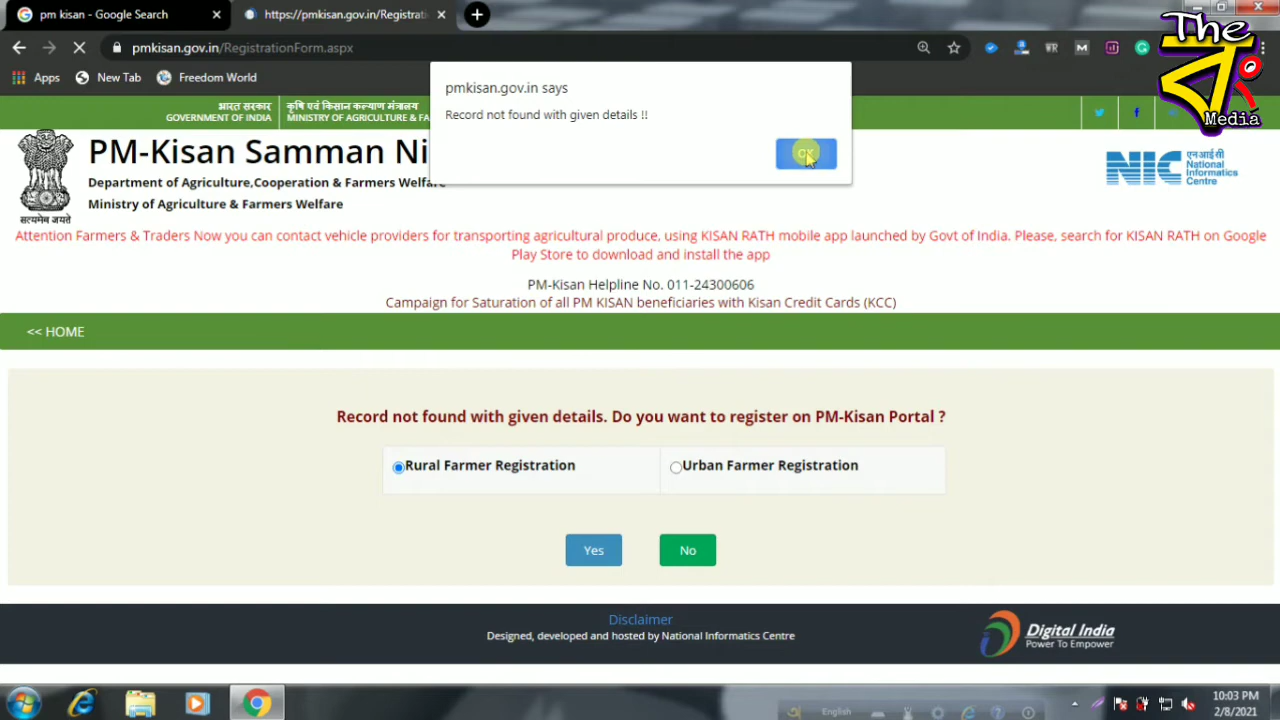 pm kisan - Google Search
https://pmkisan.gov.in/Registrati
pmkisan.gov.in/RegistrationForm.aspx
Apps
New Tab
Freedom World
The
Media
pmkisan.gov.in says
Record not found with given details !!
OK
भारत सरकार
GOVERNMENT OF INDIA
कृषि एवं किसान कल्याण मंत्रालय
MINISTRY OF AGRICULTURE & FA
PM-Kisan Samman Ni
Department of Agriculture,Cooperation & Farmers Welfare
Ministry of Agriculture & Farmers Welfare
सत्यमेव जयते
NIC
एनआईसी
National
Informatics
Centre
Attention Farmers & Traders Now you can contact vehicle providers for transporting agricultural produce, using KISAN RATH mobile app launched by Govt of India. Please, search for KISAN RATH on Google
Play Store to download and install the app
PM-Kisan Helpline No. 011-24300606
Campaign for Saturation of all PM KISAN beneficiaries with Kisan Credit Cards (KCC)
<< HOME
Record not found with given details. Do you want to register on PM-Kisan Portal ?
Rural Farmer Registration
Urban Farmer Registration
Yes
No
Disclaimer
Designed, developed and hosted by National Informatics Centre
Digital India
Power To Empower
English
10:03 PM
2/8/2021